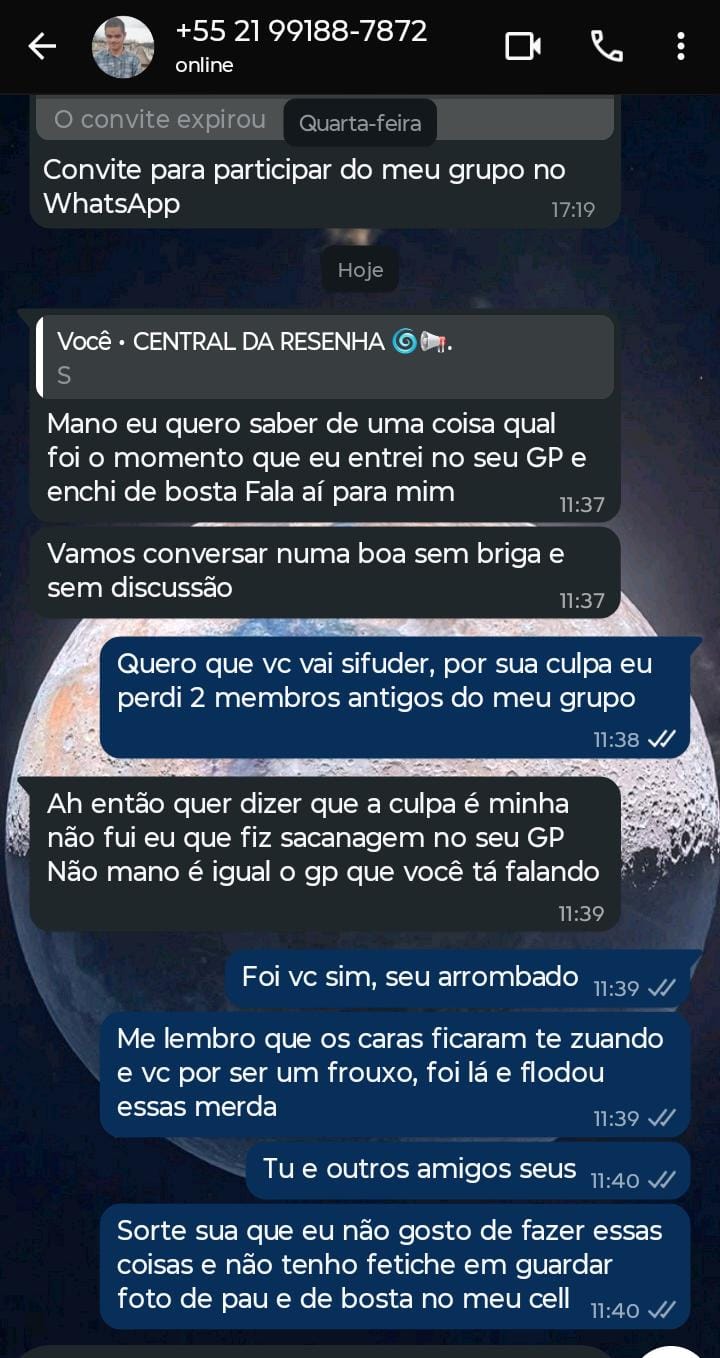 +55 21 99188-7872
online
O convite expirou
Quarta-feira
Convite para participar do meu grupo no
WhatsApp
17:19
Hoje
Você • CENTRAL DA RESENHA 🌀📢.
S
Mano eu quero saber de uma coisa qual
foi o momento que eu entrei no seu GP e
enchi de bosta Fala aí para mim
11:37
Vamos conversar numa boa sem briga e
sem discussão
11:37
Quero que vc vai sifuder, por sua culpa eu
perdi 2 membros antigos do meu grupo
11:38
Ah então quer dizer que a culpa é minha
não fui eu que fiz sacanagem no seu GP
Não mano é igual o gp que você tá falando
11:39
Foi vc sim, seu arrombado 11:39
Me lembro que os caras ficaram te zuando
e vc por ser um frouxo, foi lá e flodou
essas merda
11:39
Tu e outros amigos seus 11:40
Sorte sua que eu não gosto de fazer essas
coisas e não tenho fetiche em guardar
foto de pau e de bosta no meu cell 11:40